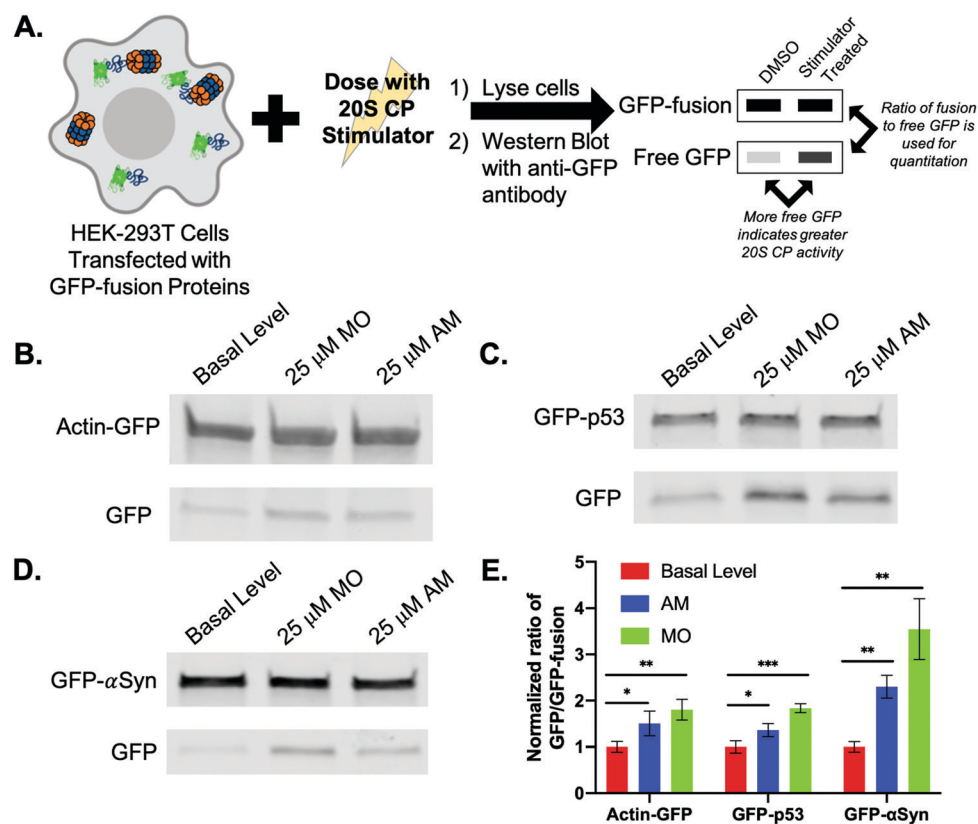 A.
HEK-293T Cells
Transfected with
GFP-fusion Proteins
Dose with
20S CP
Stimulator
1) Lyse cells
2) Western Blot
with anti-GFP
antibody
DMSO
Stimulator
Treated
GFP-fusion
Free GFP
Ratio of fusion
to free GFP is
used for
quantitation
More free GFP
indicates greater
20S CP activity
B.
Basal Level
25 μM MO
25 μM AM
Actin-GFP
GFP
C.
Basal Level
25 μM MO
25 μM AM
GFP-p53
GFP
D.
Basal Level
25 μM MO
25 μM AM
GFP-αSyn
GFP
E.
Normalized ratio of
GFP/GFP-fusion
5
4
3
2
1
0
Basal Level
AM
MO
**
*
***
*
**
**
Actin-GFP
GFP-p53
GFP-αSyn